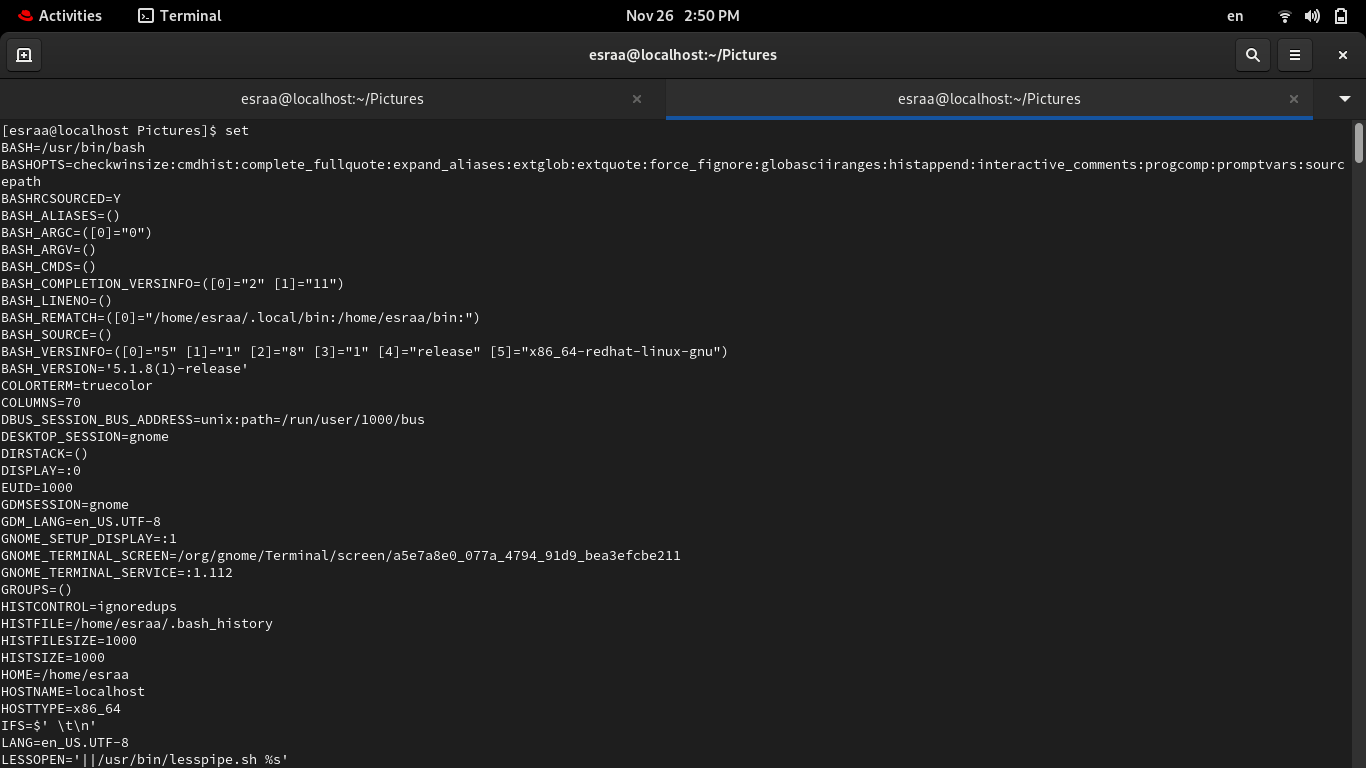 Activities Terminal Nov 26 2:50 PM en
esraa@localhost:~/Pictures
esraa@localhost:~/Pictures esraa@localhost:~/Pictures
[esraa@localhost Pictures]$ set
BASH=/usr/bin/bash
BASHOPTS=checkwinsize:cmdhist:complete_fullquote:expand_aliases:extglob:extquote:force_fignore:globasciiranges:histappend:interactive_comments:progcomp:promptvars:sourc
epath
BASHRCSOURCED=Y
BASH_ALIASES=()
BASH_ARGC=([0]="0")
BASH_ARGV=()
BASH_CMDS=()
BASH_COMPLETION_VERSINFO=([0]="2" [1]="11")
BASH_LINENO=()
BASH_REMATCH=([0]="/home/esraa/.local/bin:/home/esraa/bin:")
BASH_SOURCE=()
BASH_VERSINFO=([0]="5" [1]="1" [2]="8" [3]="1" [4]="release" [5]="x86_64-redhat-linux-gnu")
BASH_VERSION='5.1.8(1)-release'
COLORTERM=truecolor
COLUMNS=70
DBUS_SESSION_BUS_ADDRESS=unix:path=/run/user/1000/bus
DESKTOP_SESSION=gnome
DIRSTACK=()
DISPLAY=:0
EUID=1000
GDMSESSION=gnome
GDM_LANG=en_US.UTF-8
GNOME_SETUP_DISPLAY=:1
GNOME_TERMINAL_SCREEN=/org/gnome/Terminal/screen/a5e7a8e0_077a_4794_91d9_bea3efcbe211
GNOME_TERMINAL_SERVICE=:1.112
GROUPS=()
HISTCONTROL=ignoredups
HISTFILE=/home/esraa/.bash_history
HISTFILESIZE=1000
HISTSIZE=1000
HOME=/home/esraa
HOSTNAME=localhost
HOSTTYPE=x86_64
IFS=$' \t\n'
LANG=en_US.UTF-8
LESSOPEN='||/usr/bin/lesspipe.sh %s'